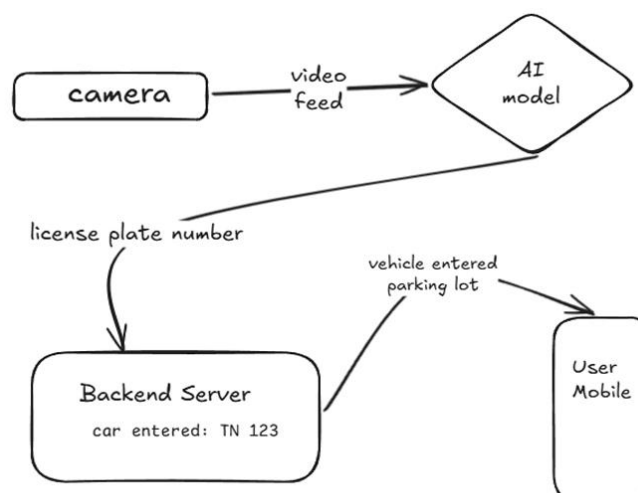 camera
video
feed
AI
model
license plate number
vehicle entered
parking lot
Backend Server
car entered: TN 123
User
Mobile